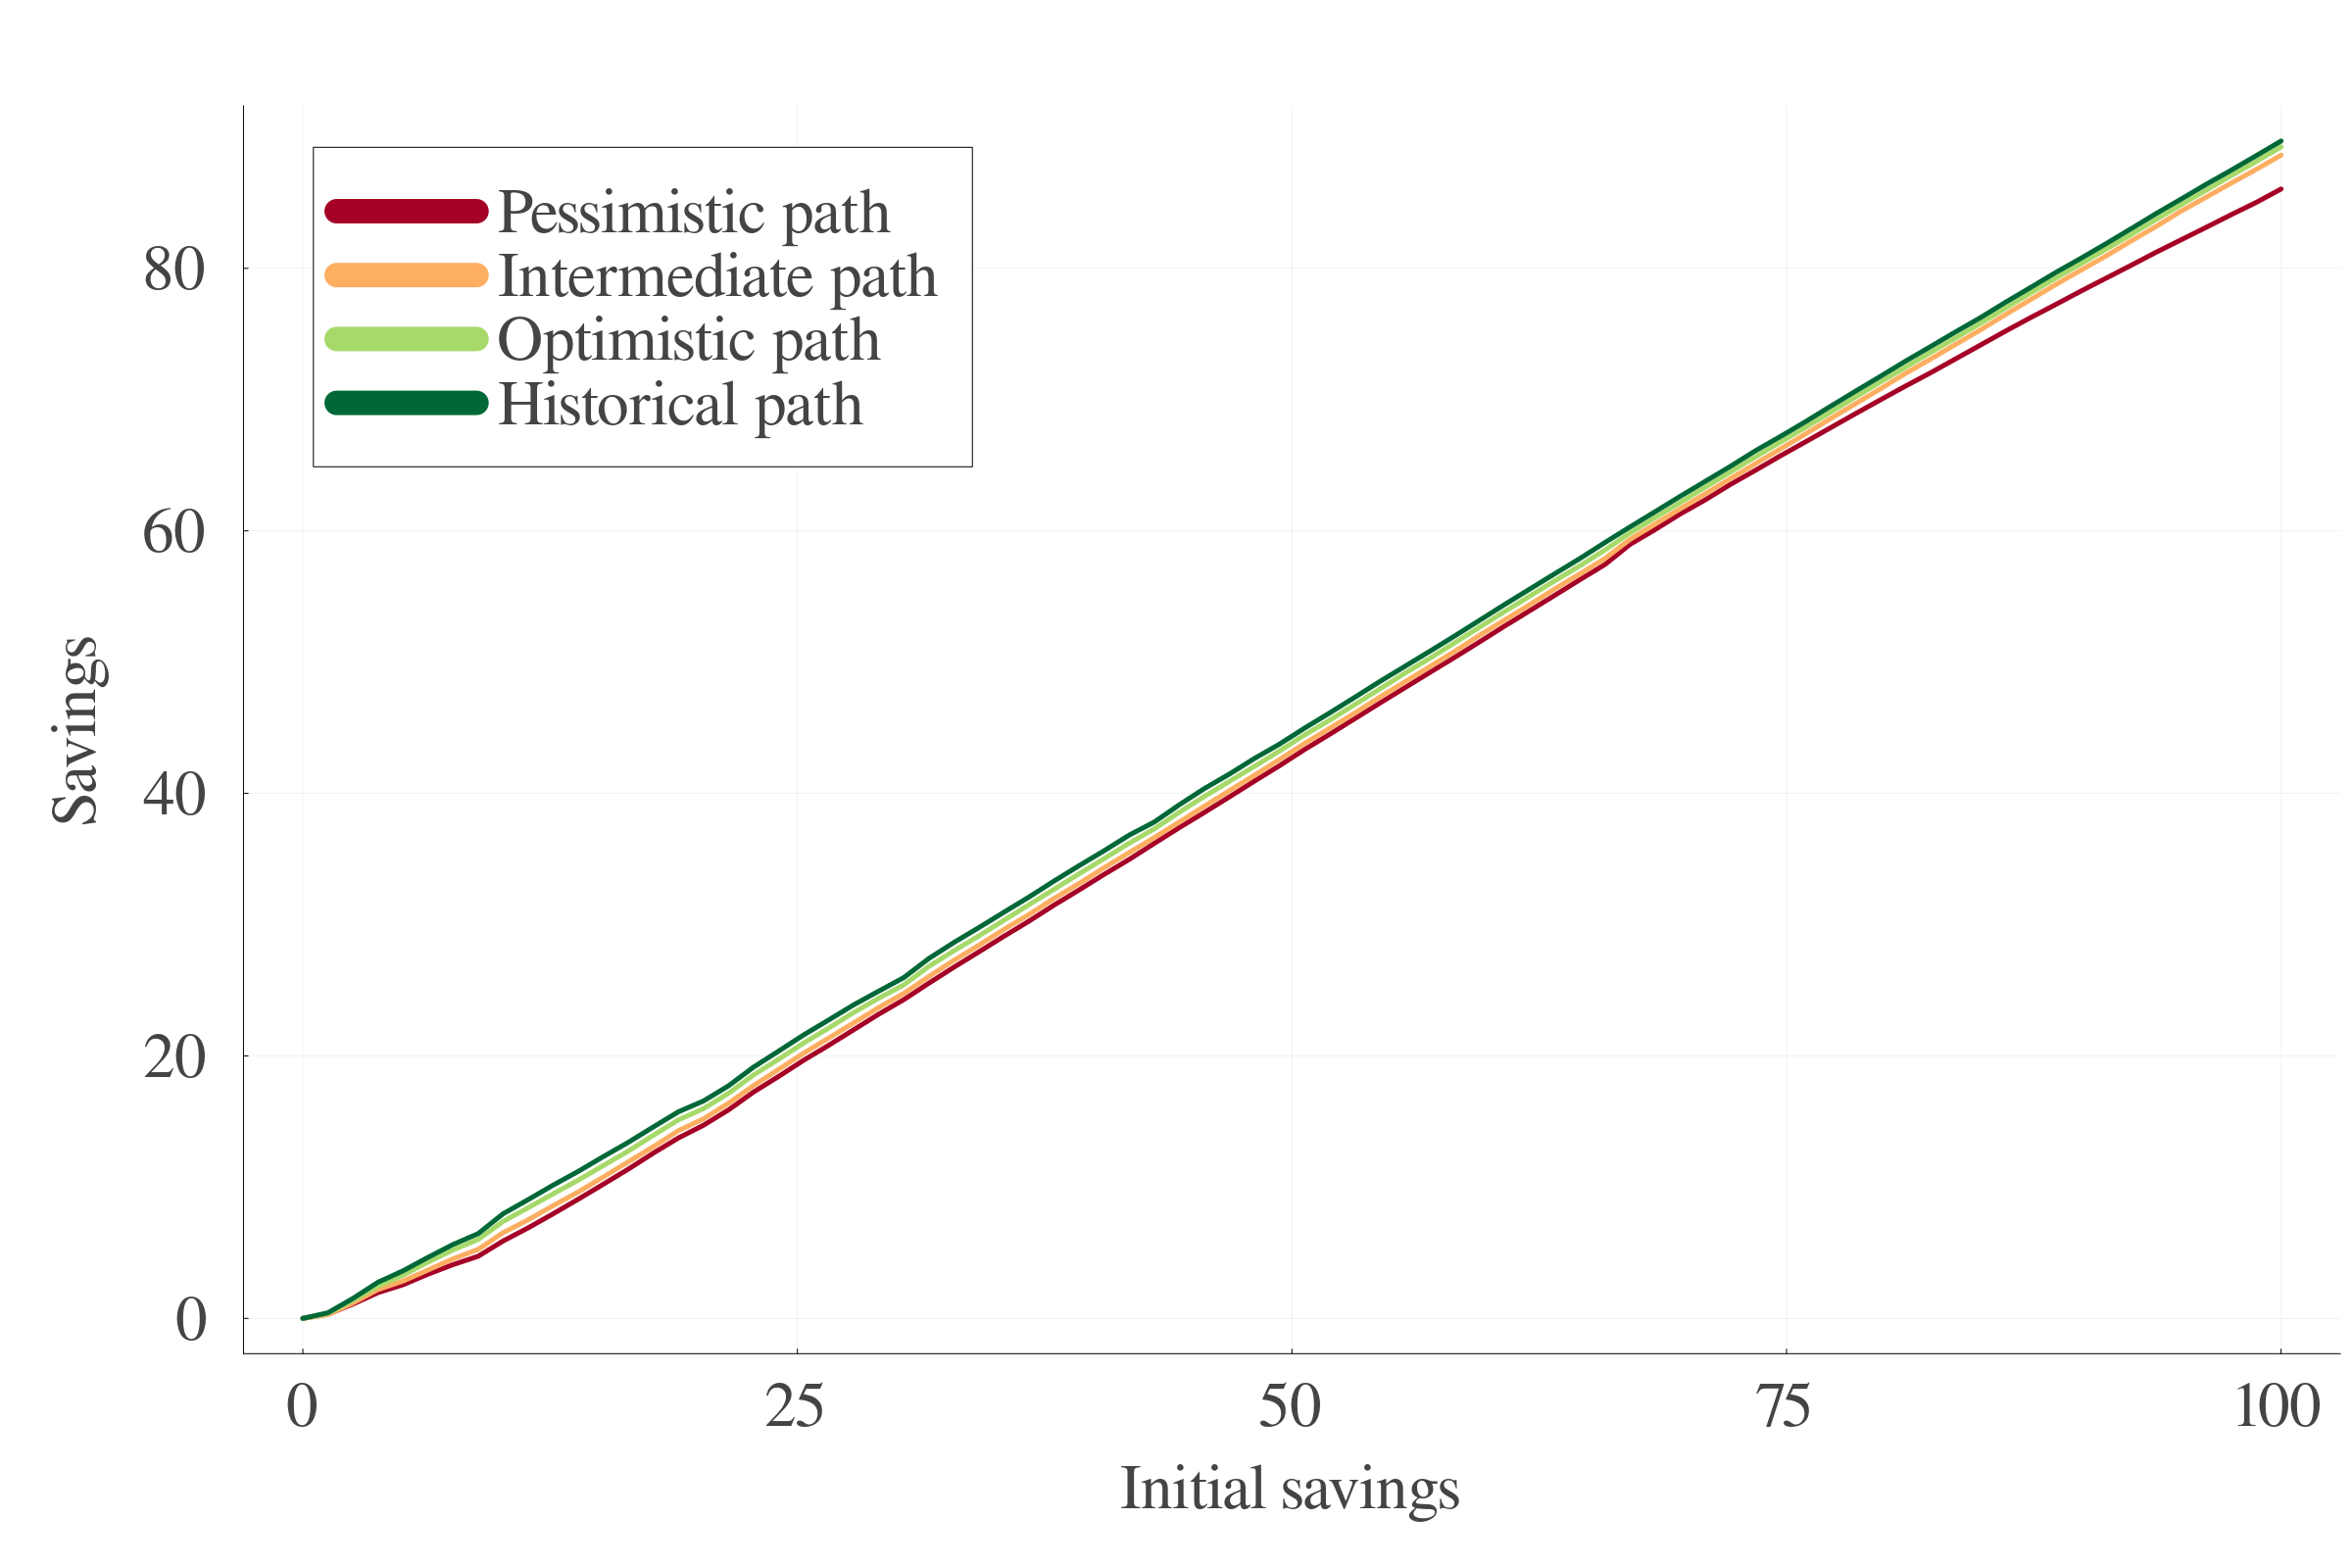 Pessimistic path
Intermediate path
Optimistic path
Historical path
80
60
40
20
0
Savings
0 25 50 75 100
Initial savings